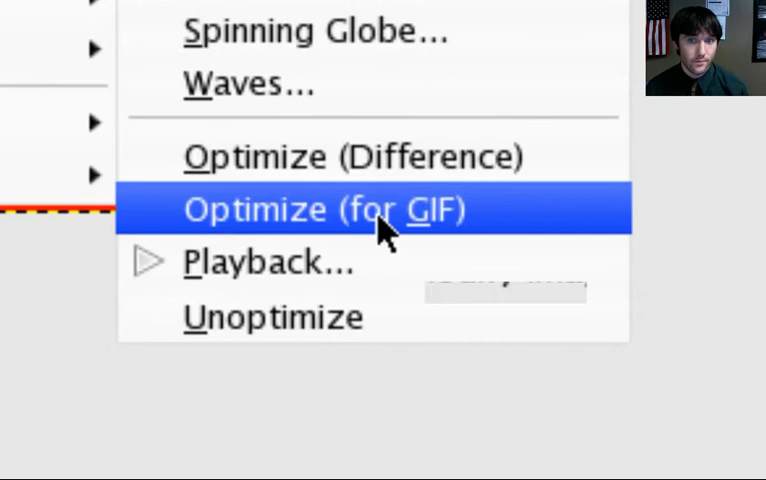 Spinning Globe...
Waves...
Optimize (Difference)
Optimize (for GIF)
Playback...
Unoptimize